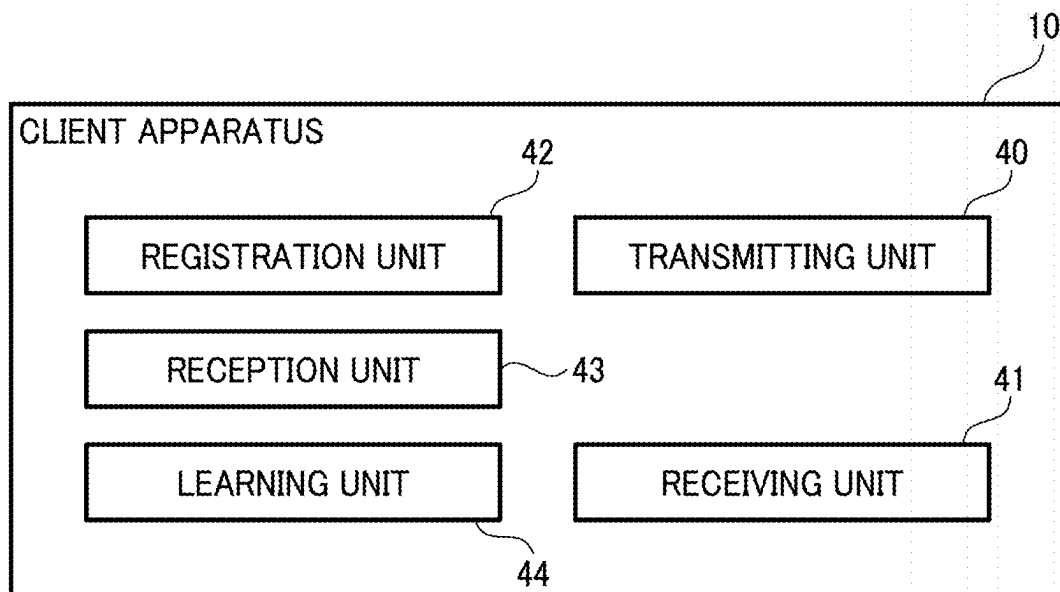 10
CLIENT APPARATUS
42
40
REGISTRATION UNIT
TRANSMITTING UNIT
RECEPTION UNIT
43
41
LEARNING UNIT
RECEIVING UNIT
44